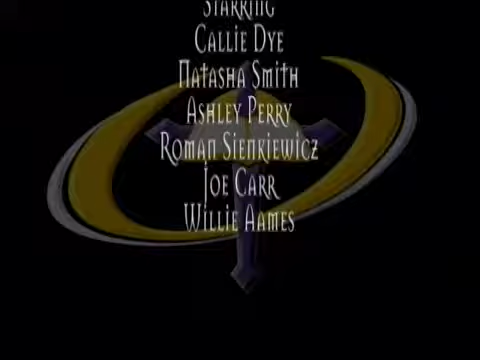 Starring
Callie Dye
Natasha Smith
Ashley Perry
Roman Sienkiewicz
Joe Carr
Willie Aames